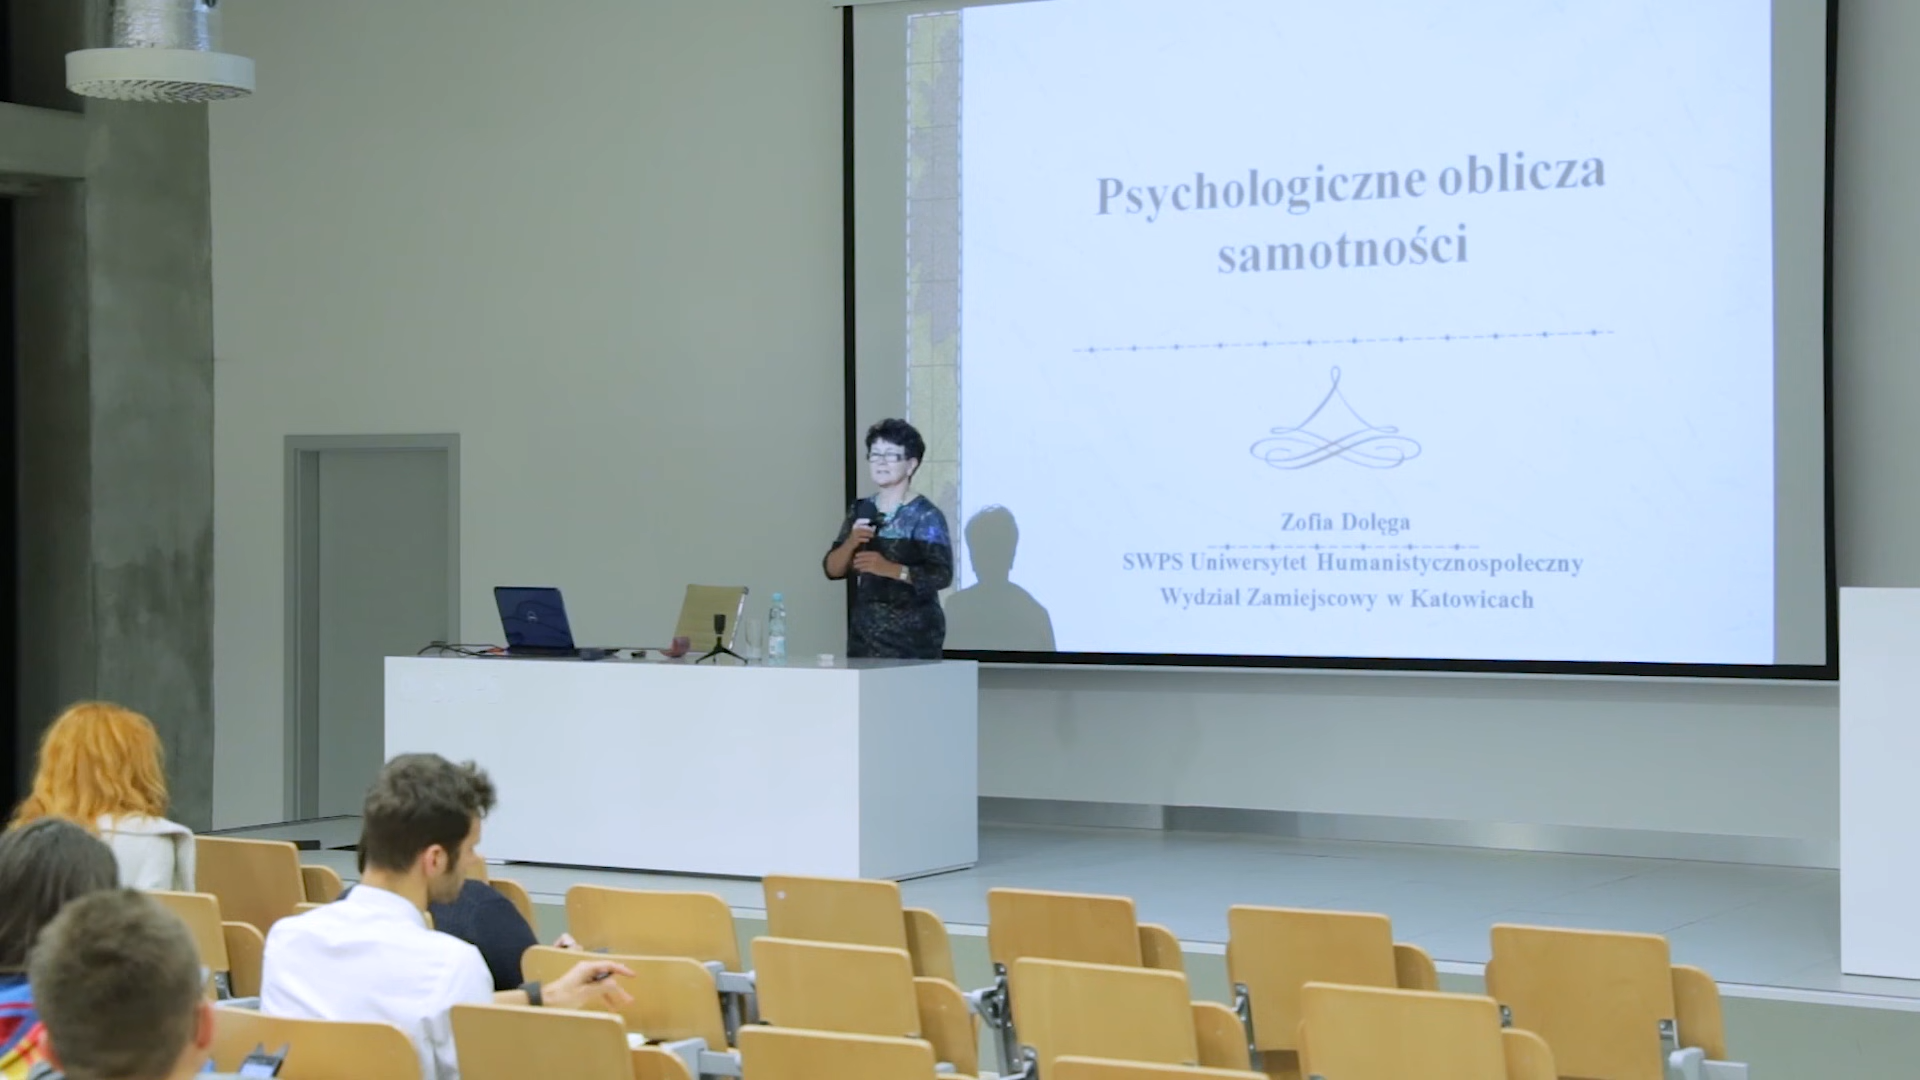 Psychologiczne oblicza
samotności
Zofia Dolęga
SWPS Uniwersytet Humanistycznospołeczny
Wydział Zamiejscowy w Katowicach